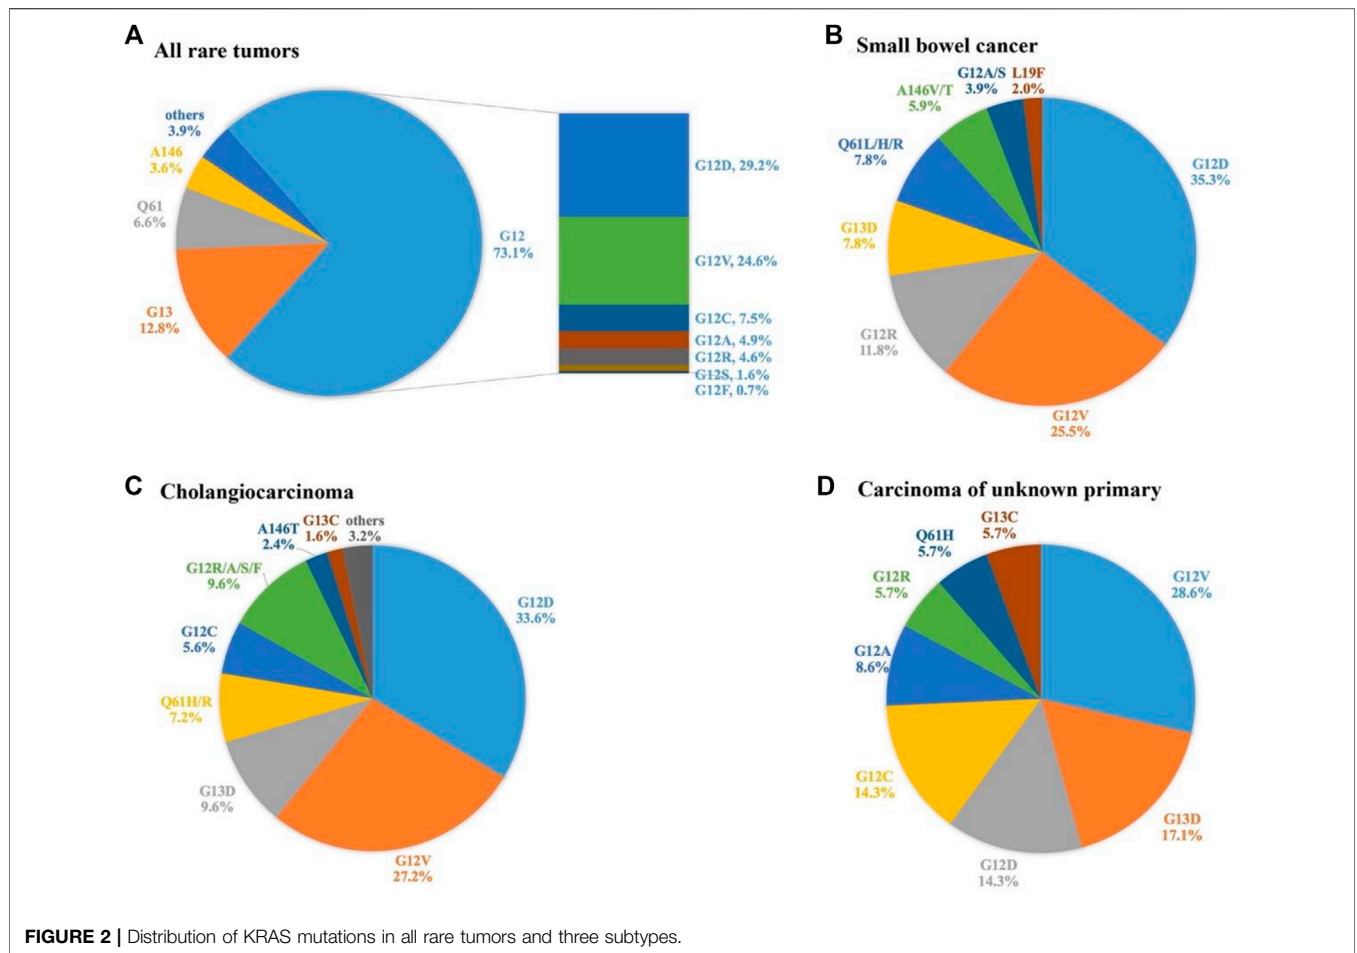 A
All rare tumors
others
3.9%
A146
3.6%
Q61
6.6%
G13
12.8%
G12
73.1%
G12D, 29.2%
G12V, 24.6%
G12C, 7.5%
G12A, 4.9%
G12R, 4.6%
G12S, 1.6%
G12F, 0.7%
B
Small bowel cancer
G12A/S
3.9%
L19F
2.0%
A146V/T
5.9%
Q61L/H/R
7.8%
G13D
7.8%
G12R
11.8%
G12V
25.5%
G12D
35.3%
C
Cholangiocarcinoma
A146T
2.4%
G13C
1.6%
others
3.2%
G12R/A/S/F
9.6%
G12C
5.6%
Q61H/R
7.2%
G13D
9.6%
G12V
27.2%
G12D
33.6%
D
Carcinoma of unknown primary
G13C
5.7%
Q61H
5.7%
G12R
5.7%
G12A
8.6%
G12C
14.3%
G12D
14.3%
G13D
17.1%
G12V
28.6%
FIGURE 2 | Distribution of KRAS mutations in all rare tumors and three subtypes.